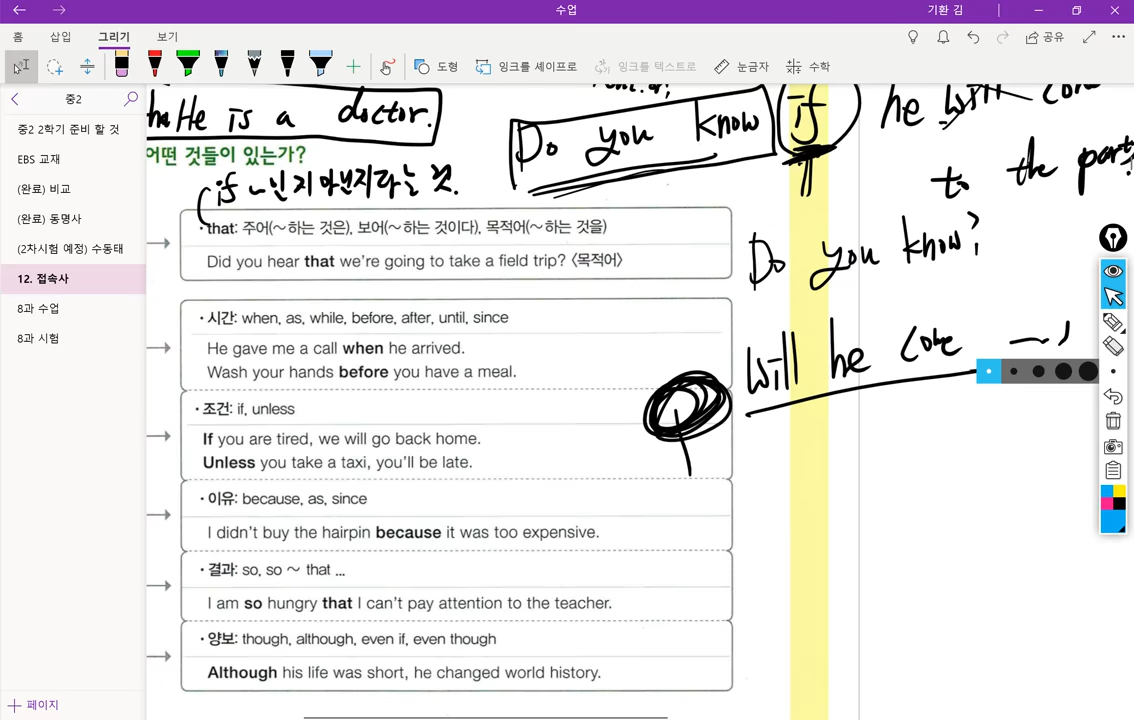 수업
기환 김
홈 삽입 그리기 보기
공유
도형 잉크를 셰이프로 잉크를 텍스트로 눈금자 수학
중2
중2 2학기 준비 할 것
EBS 교재
(완료) 비교
(완료) 동명사
(2차시험 예정) 수동태
12. 접속사
8과 수업
8과 시험
페이지
He is a doctor.
Do you know if he will
to the party
어떤 것들이 있는가?
if ~인지 아닌지라는 것.
· that: 주어(~하는 것은), 보어(~하는 것이다), 목적어(~하는 것을)
Did you hear that we're going to take a field trip? 〈목적어〉
Do you know?
Will he come ~
· 시간: when, as, while, before, after, until, since
He gave me a call when he arrived.
Wash your hands before you have a meal.
· 조건: if, unless
If you are tired, we will go back home.
Unless you take a taxi, you'll be late.
· 이유: because, as, since
I didn't buy the hairpin because it was too expensive.
· 결과: so, so ~ that ...
I am so hungry that I can't pay attention to the teacher.
· 양보: though, although, even if, even though
Although his life was short, he changed world history.